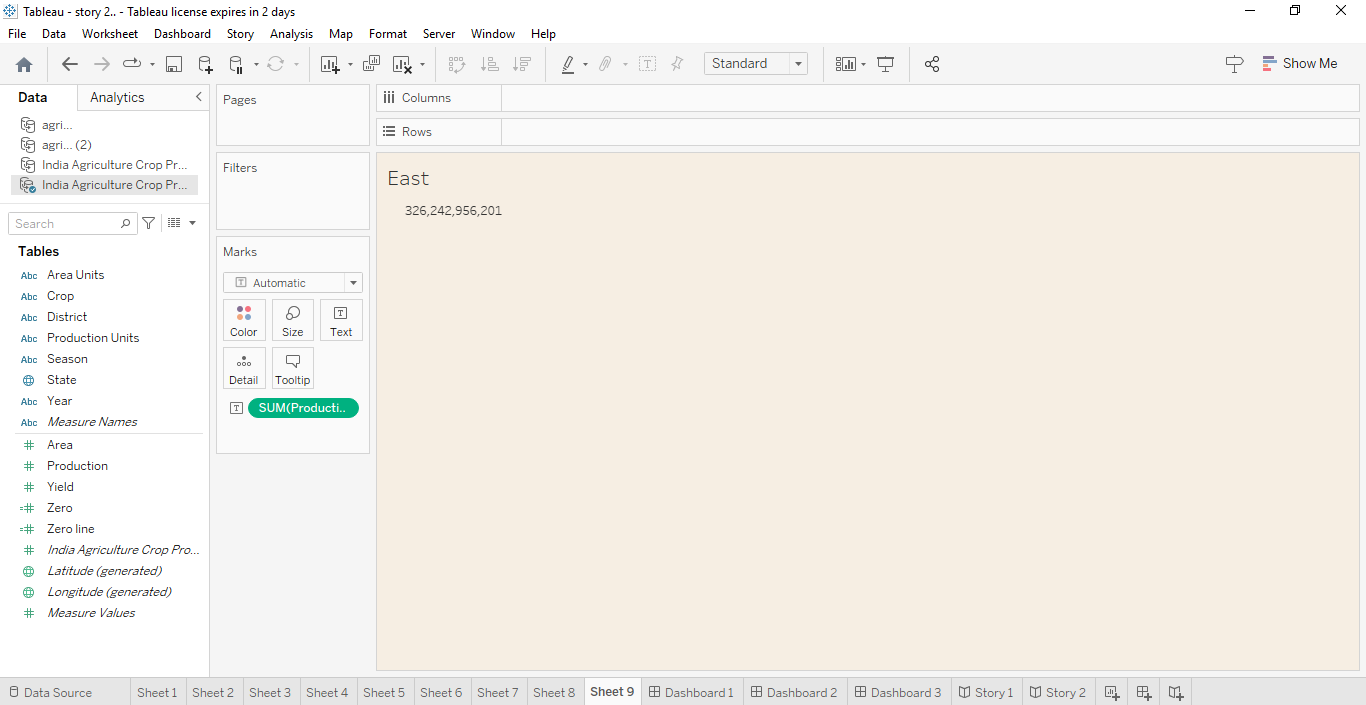 Tableau - story 2.. - Tableau license expires in 2 days
File Data Worksheet Dashboard Story Analysis Map Format Server Window Help
Standard
Show Me
Data Analytics
agri...
agri... (2)
India Agriculture Crop Pr...
India Agriculture Crop Pr...
Search
Tables
Abc Area Units
Abc Crop
Abc District
Abc Production Units
Abc Season
State
Abc Year
Abc Measure Names
# Area
# Production
# Yield
=# Zero
=# Zero line
# India Agriculture Crop Pro...
Latitude (generated)
Longitude (generated)
# Measure Values
Pages
Filters
Marks
T Automatic
Color Size T Text
Detail Tooltip
T SUM(Producti..
Columns
Rows
East
326,242,956,201
Data Source Sheet 1 Sheet 2 Sheet 3 Sheet 4 Sheet 5 Sheet 6 Sheet 7 Sheet 8 Sheet 9 Dashboard 1 Dashboard 2 Dashboard 3 Story 1 Story 2